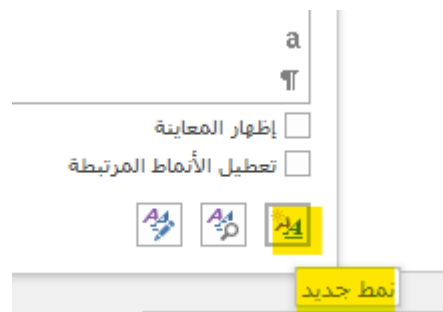 a
¶
إظهار المعاينة
تعطيل الأنماط المرتبطة
نمط جديد